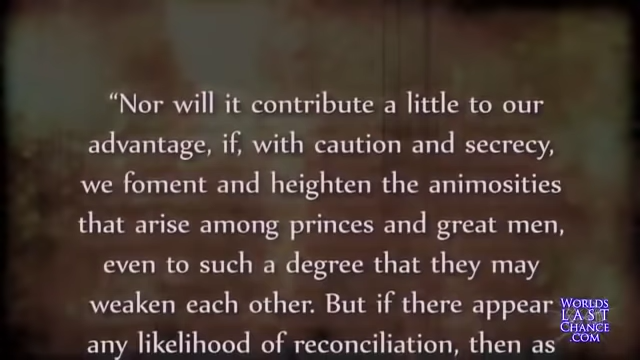 “Nor will it contribute a little to our
advantage, if, with caution and secrecy,
we foment and heighten the animosities
that arise among princes and great men,
even to such a degree that they may
weaken each other. But if there appear
any likelihood of reconciliation, then as
WORLDS
LAST
CHANCE
.COM